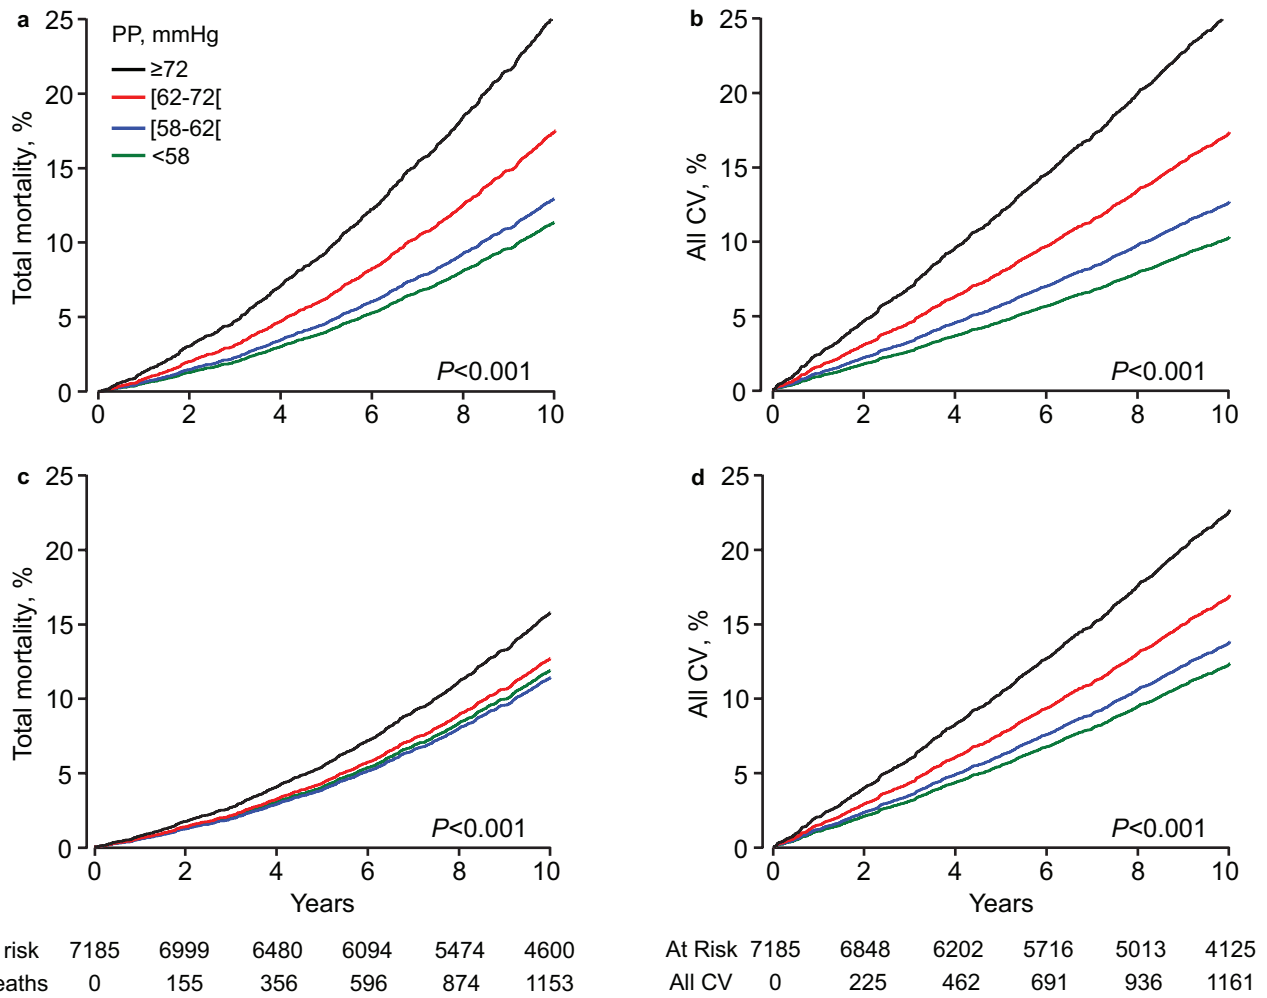 a
PP, mmHg
≥72
[62-72[
[58-62[
<58
Total mortality, %
25
20
15
10
5
0
P<0.001
0 2 4 6 8 10
b
All CV, %
25
20
15
10
5
0
P<0.001
0 2 4 6 8 10
c
Total mortality, %
25
20
15
10
5
0
P<0.001
0 2 4 6 8 10
Years
d
All CV, %
25
20
15
10
5
0
P<0.001
0 2 4 6 8 10
Years
risk 7185 6999 6480 6094 5474 4600
eaths 0 155 356 596 874 1153
At Risk 7185 6848 6202 5716 5013 4125
All CV 0 225 462 691 936 1161